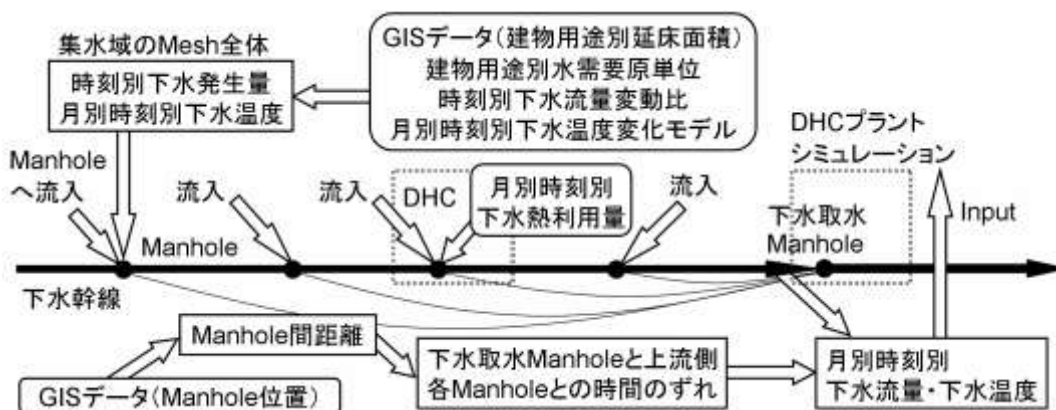 集水域のMesh全体
時刻別下水発生量
月別時刻別下水温度
GISデータ(建物用途別延床面積)
建物用途別水需要原単位
時刻別下水流量変動比
月別時刻別下水温度変化モデル
DHCプラント
シミュレーション
Manhole
へ流入
流入
流入
DHC
月別時刻別
下水熱利用量
流入
下水取水
Manhole
Input
Manhole
下水幹線
Manhole間距離
下水取水Manholeと上流側
各Manholeとの時間のずれ
月別時刻別
下水流量・下水温度
GISデータ(Manhole位置)